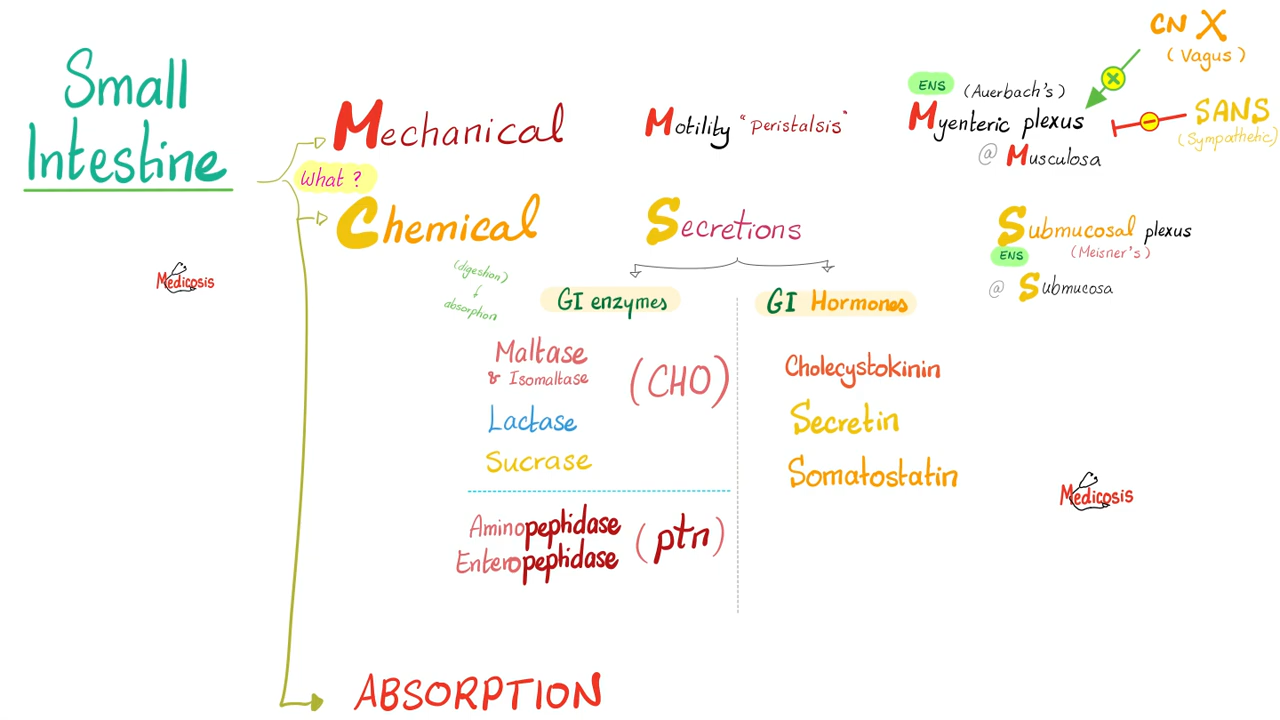 Small
Intestine
What ?
Mechanical
Motility "Peristalsis"
ENS
(Auerbach's)
Myenteric plexus
@ Musculosa
CN X
(Vagus)
SANS
(Sympathetic)
Chemical
(digestion)
absorption
Secretions
Submucosal plexus
(Meisner's)
ENS
@ Submucosa
GI enzymes
Maltase
& Isomaltase
(CHO)
Lactase
Sucrase
Aminopeptidase
Enteropeptidase
(ptn)
GI Hormones
Cholecystokinin
Secretin
Somatostatin
ABSORPTION
Medicosis
Medicosis